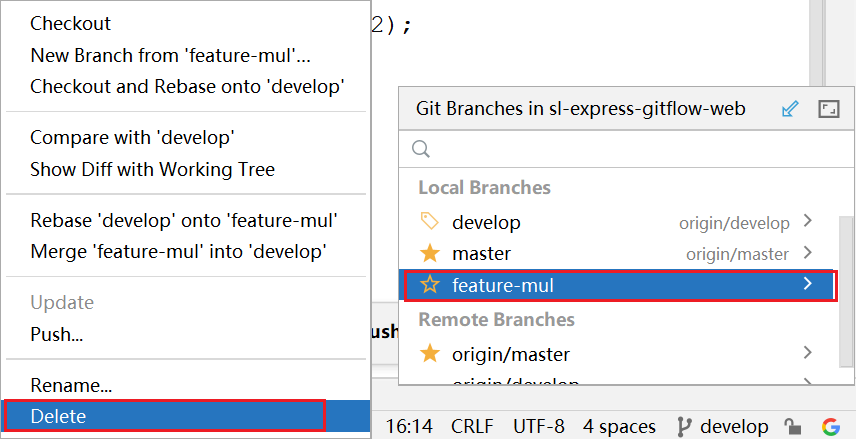 Checkout
New Branch from 'feature-mul'...
Checkout and Rebase onto 'develop'
Compare with 'develop'
Show Diff with Working Tree
Rebase 'develop' onto 'feature-mul'
Merge 'feature-mul' into 'develop'
Update
Push...
Rename...
Delete
2);
Git Branches in sl-express-gitflow-web
Local Branches
develop origin/develop
master origin/master
feature-mul
Remote Branches
origin/master
origin/develop
ush
16:14 CRLF UTF-8 4 spaces develop